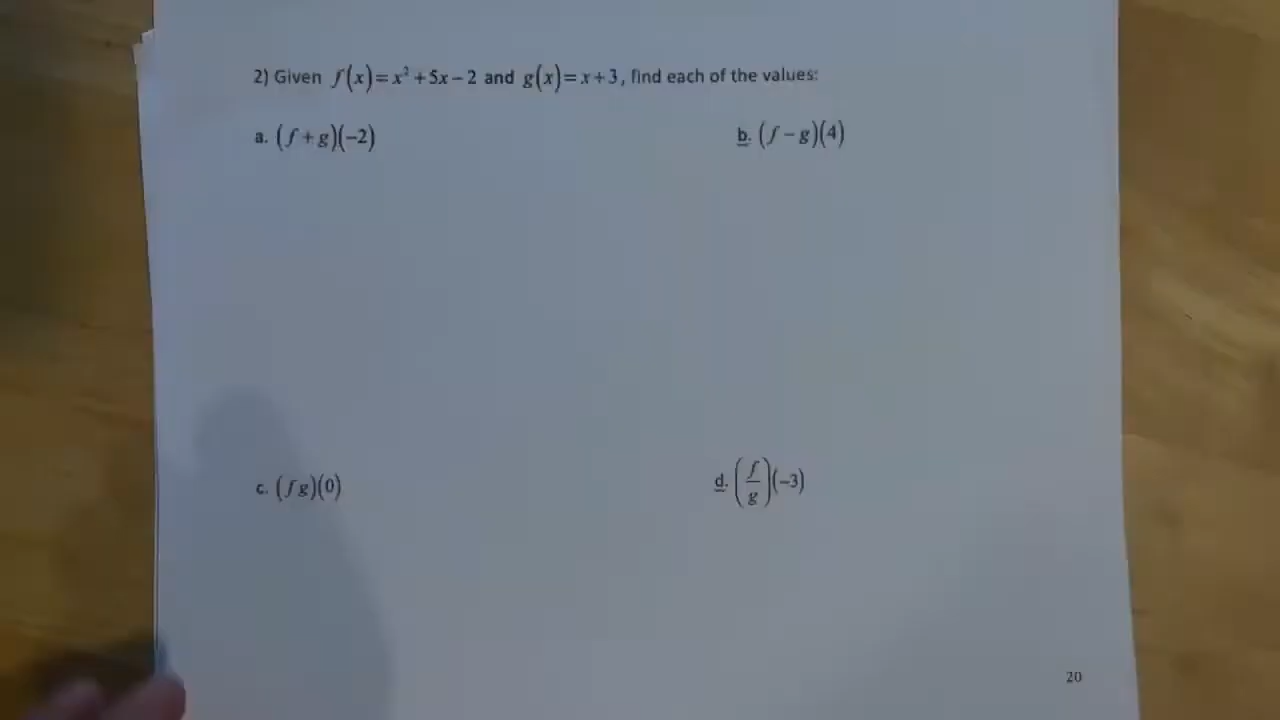 2) Given f(x)=x²+5x−2 and g(x)=x+3, find each of the values:
a. (f+g)(−2)
b. (f−g)(4)
c. (fg)(0)
d. (f/g)(−3)
20